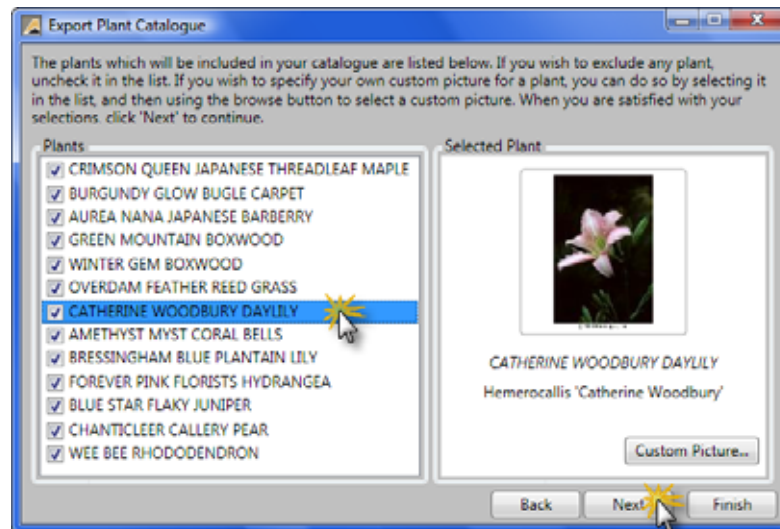 Export Plant Catalogue
The plants which will be included in your catalogue are listed below. If you wish to exclude any plant,
uncheck it in the list. If you wish to specify your own custom picture for a plant, you can do so by selecting it
in the list, and then using the browse button to select a custom picture. When you are satisfied with your
selections, click 'Next' to continue.
Plants
CRIMSON QUEEN JAPANESE THREADLEAF MAPLE
BURGUNDY GLOW BUGLE CARPET
AUREA NANA JAPANESE BARBERRY
GREEN MOUNTAIN BOXWOOD
WINTER GEM BOXWOOD
OVERDAM FEATHER REED GRASS
CATHERINE WOODBURY DAYLILY
AMETHYST MYST CORAL BELLS
BRESSINGHAM BLUE PLANTAIN LILY
FOREVER PINK FLORISTS HYDRANGEA
BLUE STAR FLAKY JUNIPER
CHANTICLEER CALLERY PEAR
WEE BEE RHODODENDRON
Selected Plant
CATHERINE WOODBURY DAYLILY
Hemerocallis 'Catherine Woodbury'
Custom Picture...
Back Next Finish